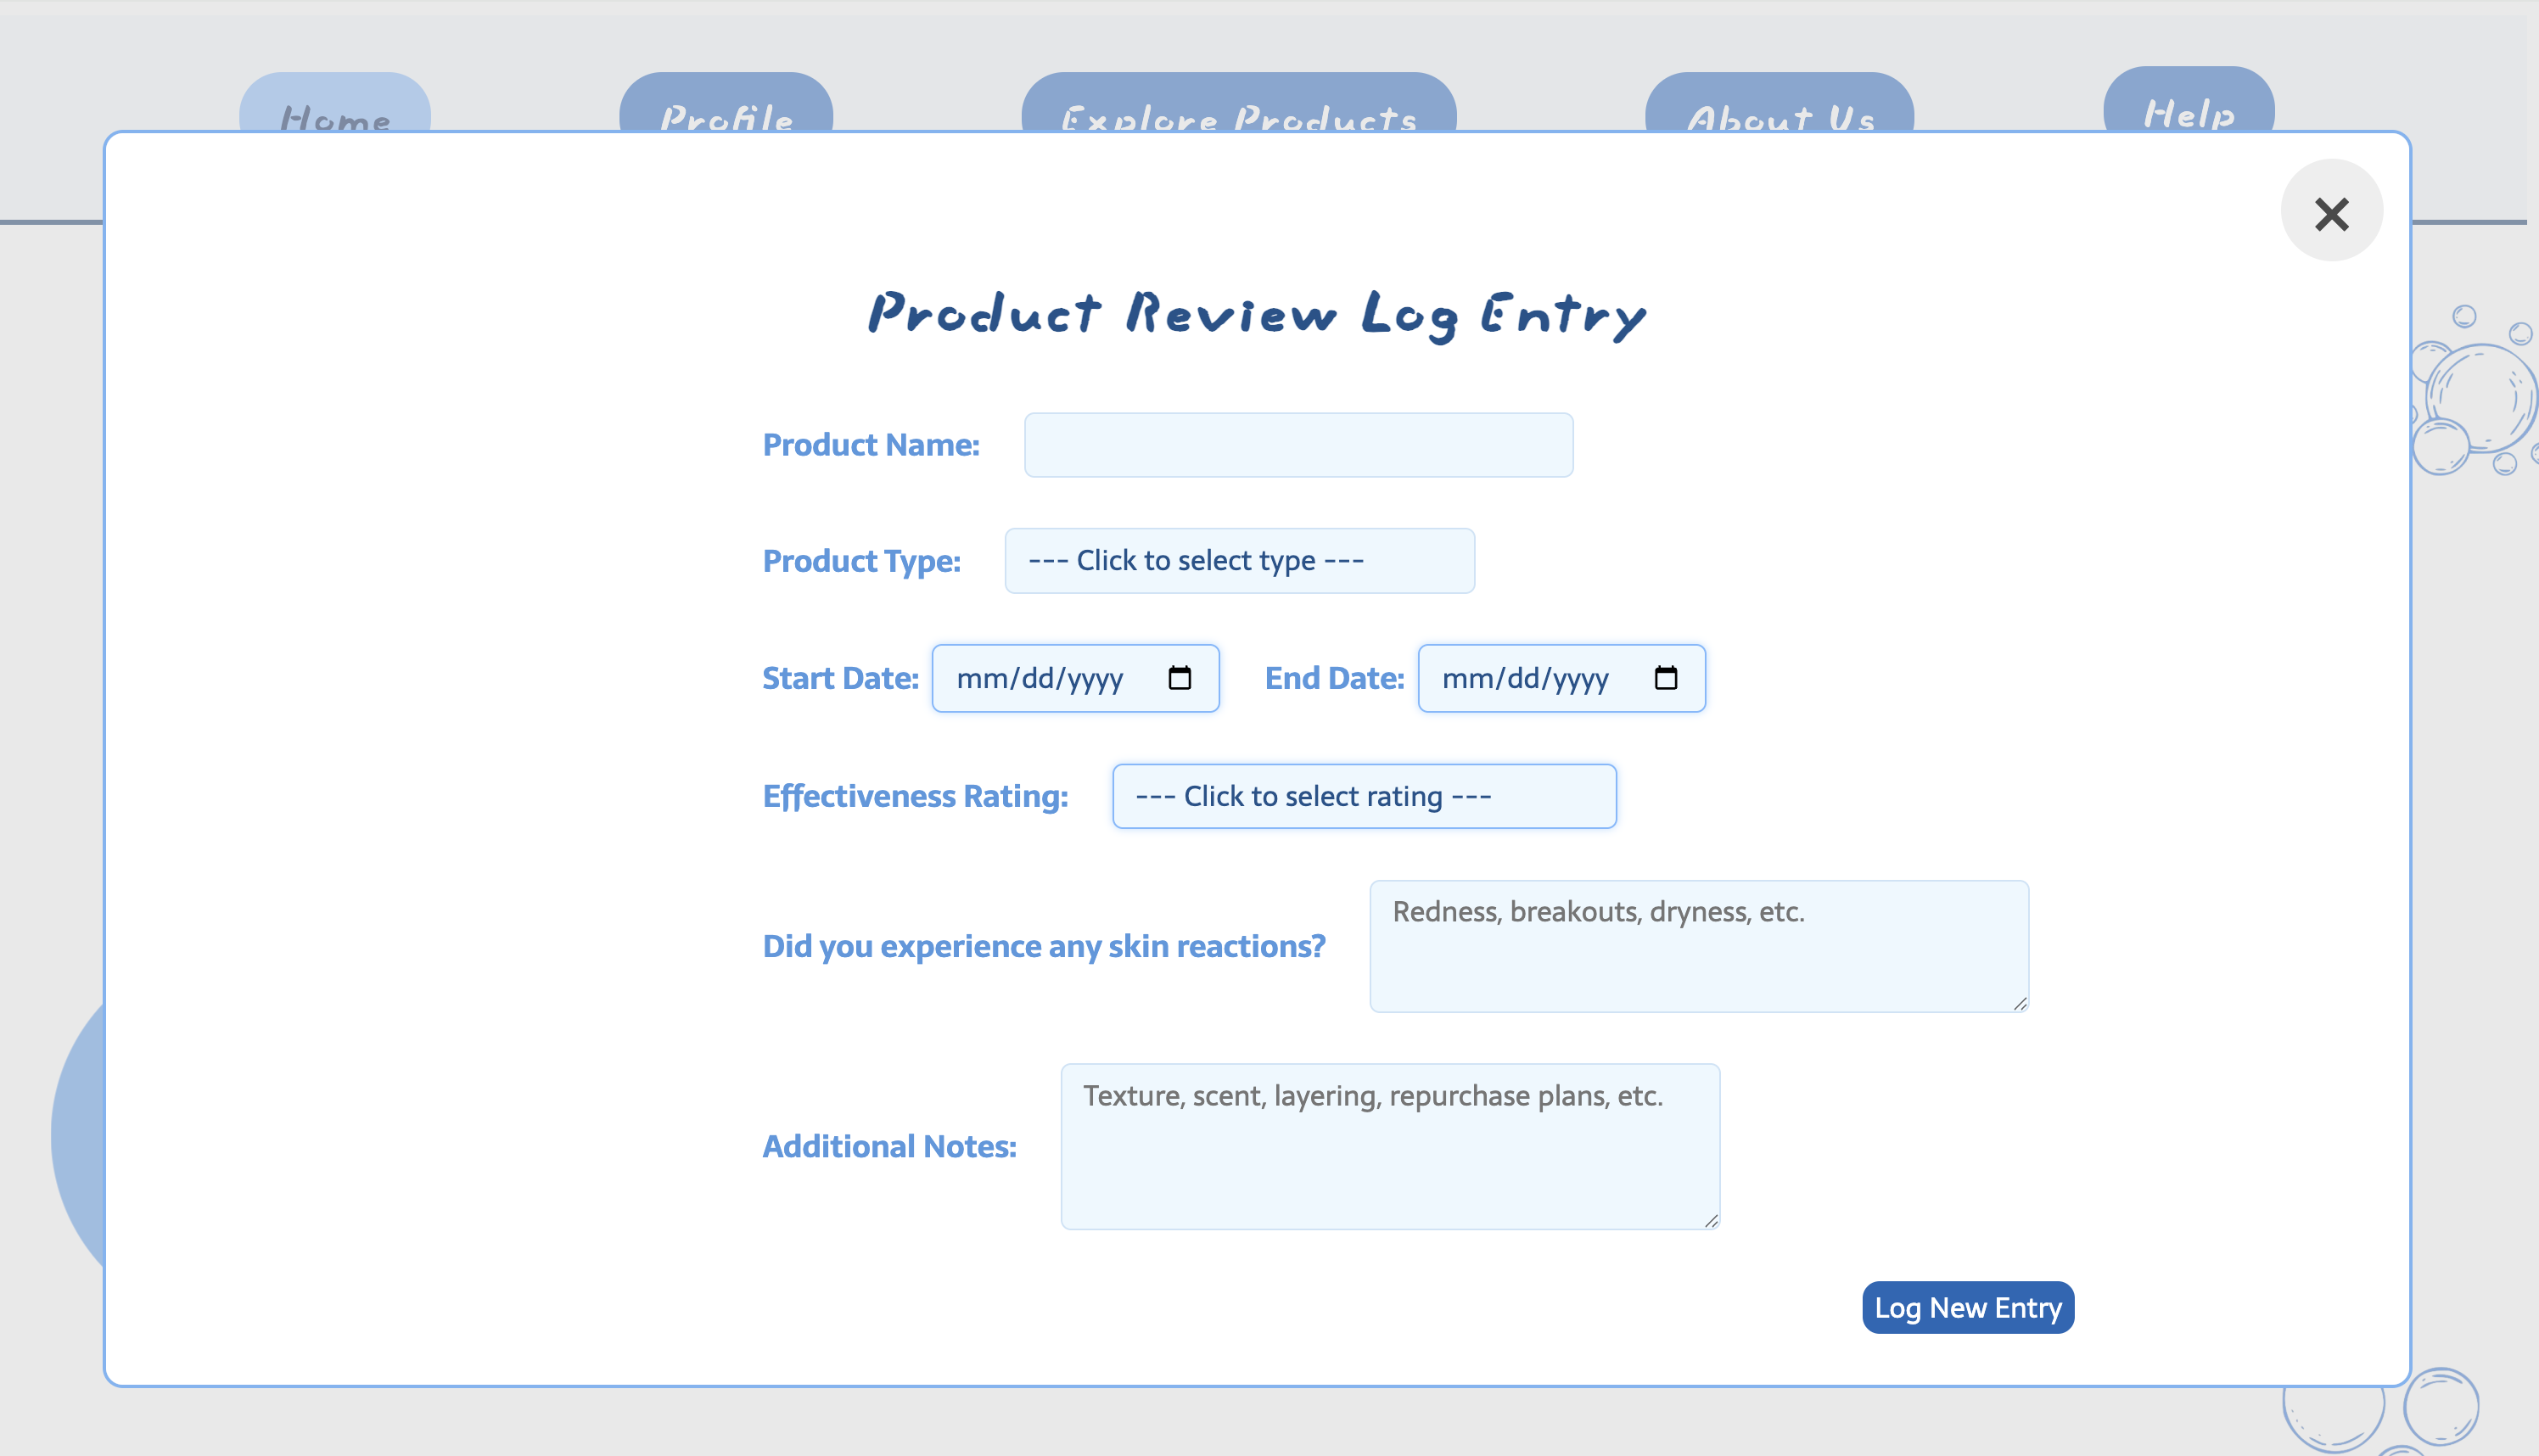 Home Profile Explore Products About Us Help
Product Review Log Entry
Product Name:
Product Type: --- Click to select type ---
Start Date: mm/dd/yyyy End Date: mm/dd/yyyy
Effectiveness Rating: --- Click to select rating ---
Redness, breakouts, dryness, etc.
Did you experience any skin reactions?
Texture, scent, layering, repurchase plans, etc.
Additional Notes:
Log New Entry